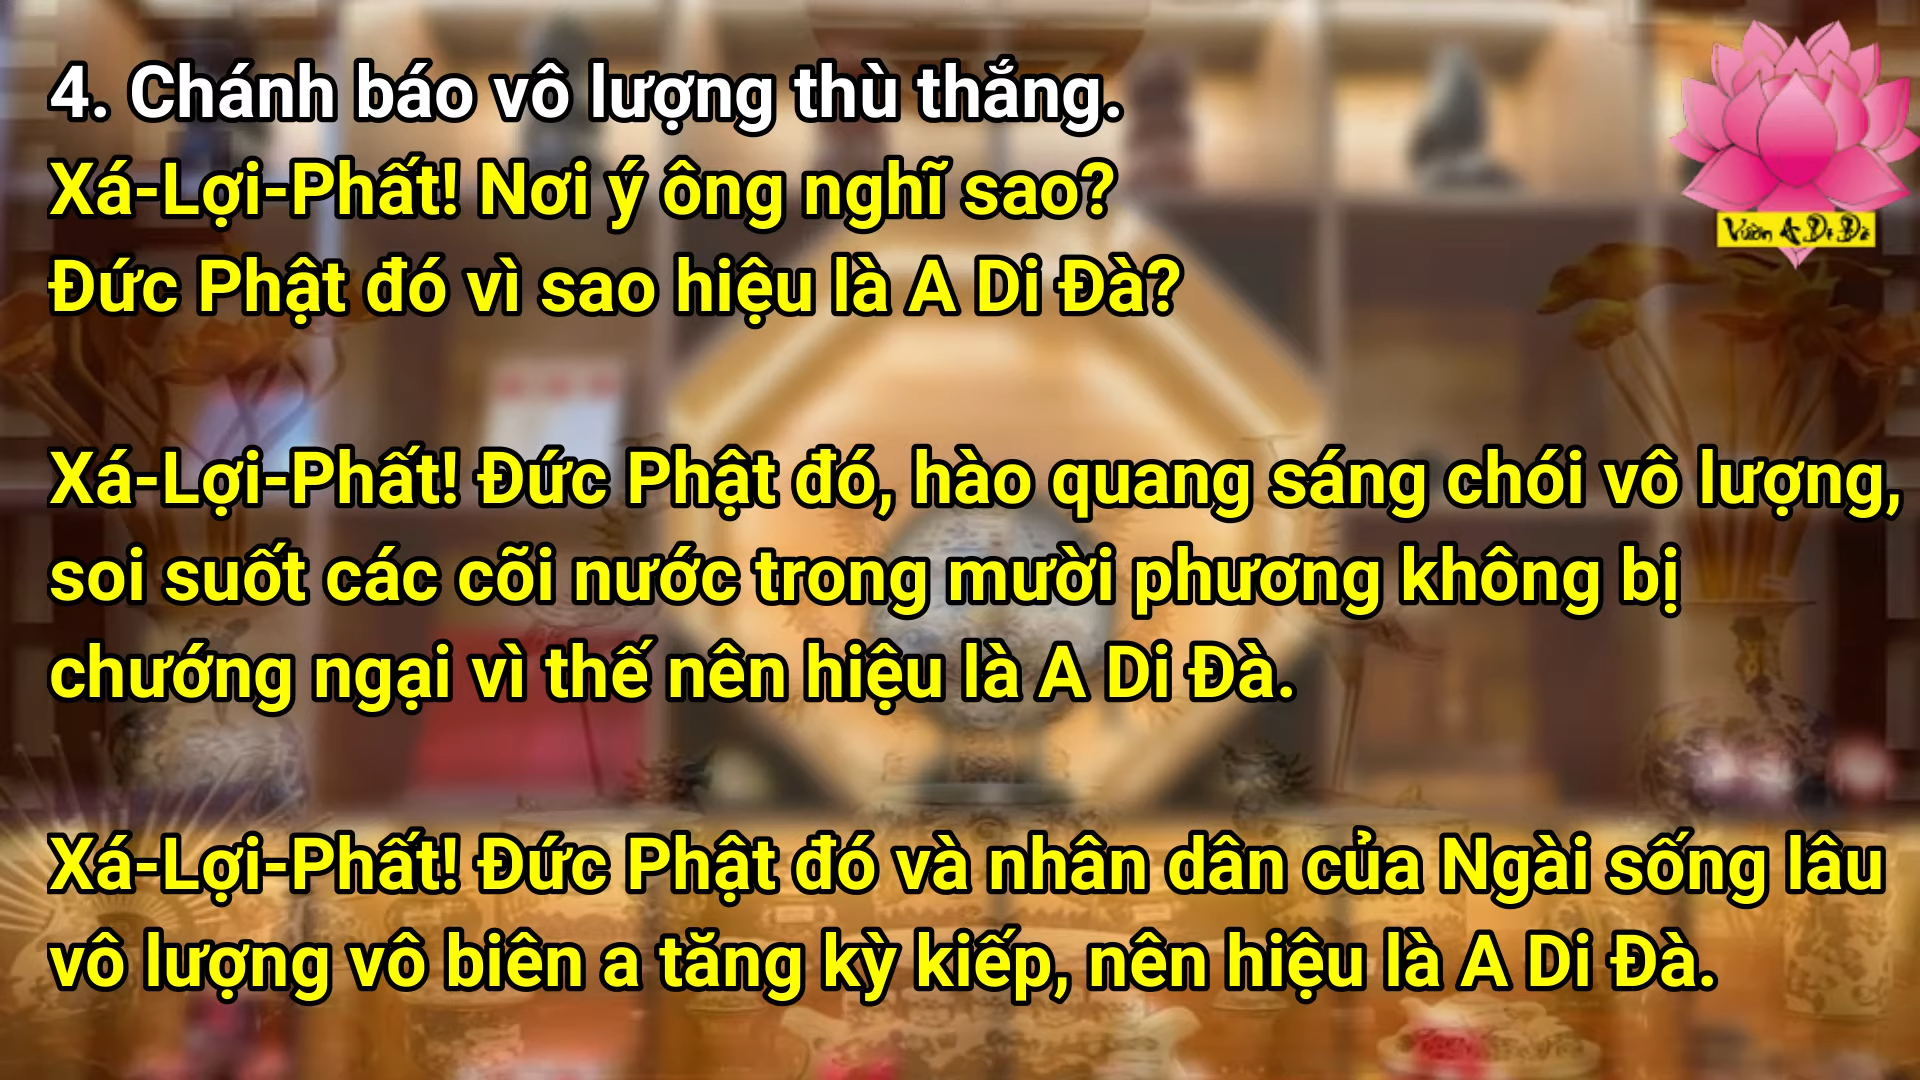 4. Chánh báo vô lượng thù thắng.
Xá-Lợi-Phất! Nơi ý ông nghĩ sao?
Đức Phật đó vì sao hiệu là A Di Đà?
Xá-Lợi-Phất! Đức Phật đó, hào quang sáng chói vô lượng,
soi suốt các cõi nước trong mười phương không bị
chướng ngại vì thế nên hiệu là A Di Đà.
Xá-Lợi-Phất! Đức Phật đó và nhân dân của Ngài sống lâu
vô lượng vô biên a tăng kỳ kiếp, nên hiệu là A Di Đà.
Vườn A Di Đà